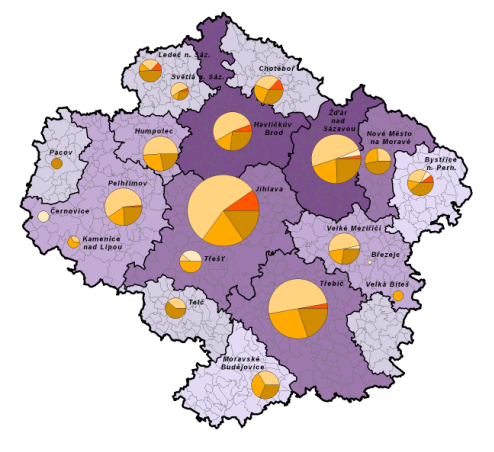 Ledeč n. Sáz.
Chotěboř
Světlá n. Sáz.
Žďár
nad
Sázavou
Havlíčkův
Brod
Humpolec
Nové Město
na Moravě
Pacov
Bystřice
n. Pern.
Pelhřimov
Jihlava
Černovice
Velké Meziříčí
Kamenice
nad Lipou
Březejc
Třešť
Třebíč
Velká Bíteš
Telč
Moravské
Budějovice